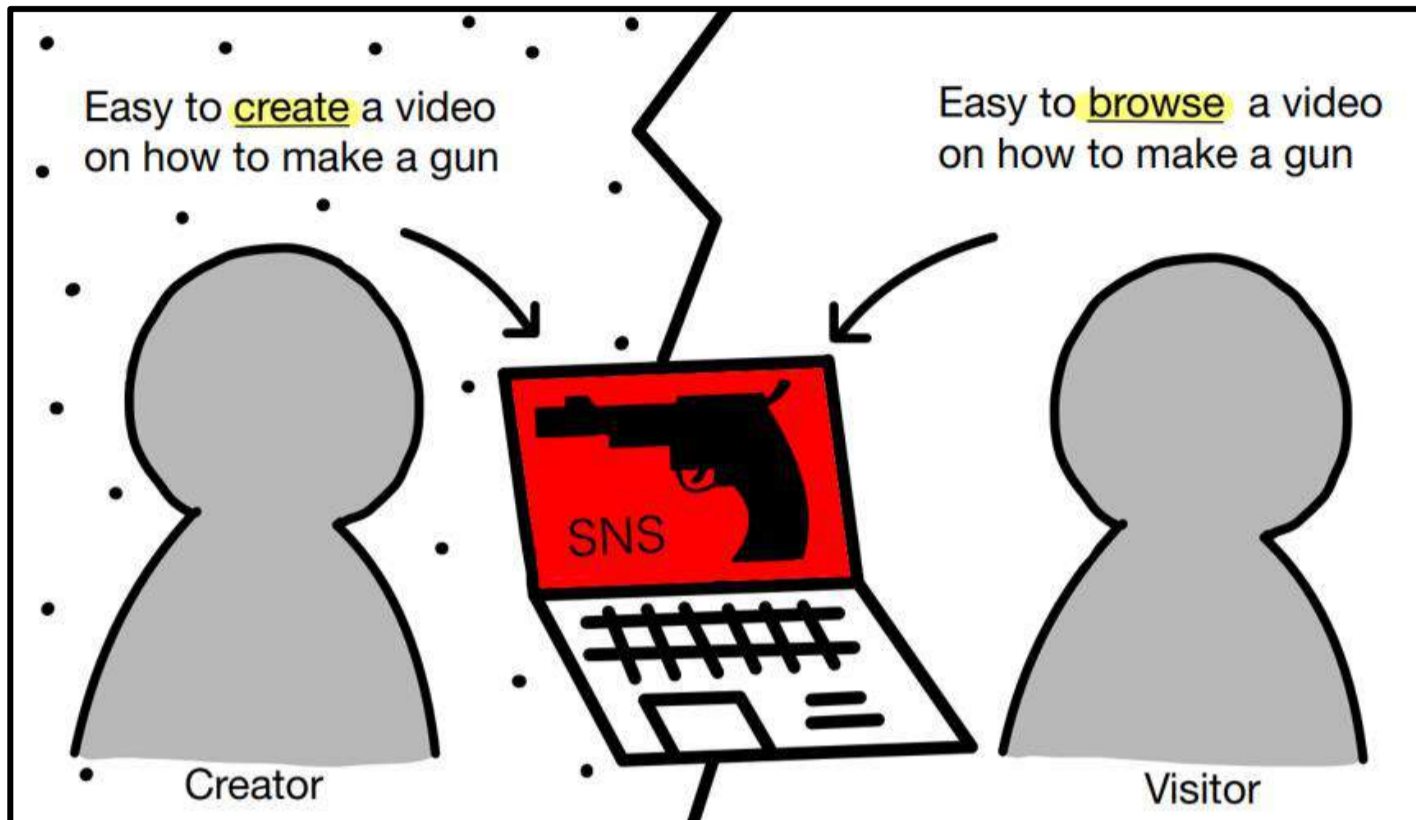 Easy to create a video
on how to make a gun
Easy to browse a video
on how to make a gun
SNS
Creator
Visitor